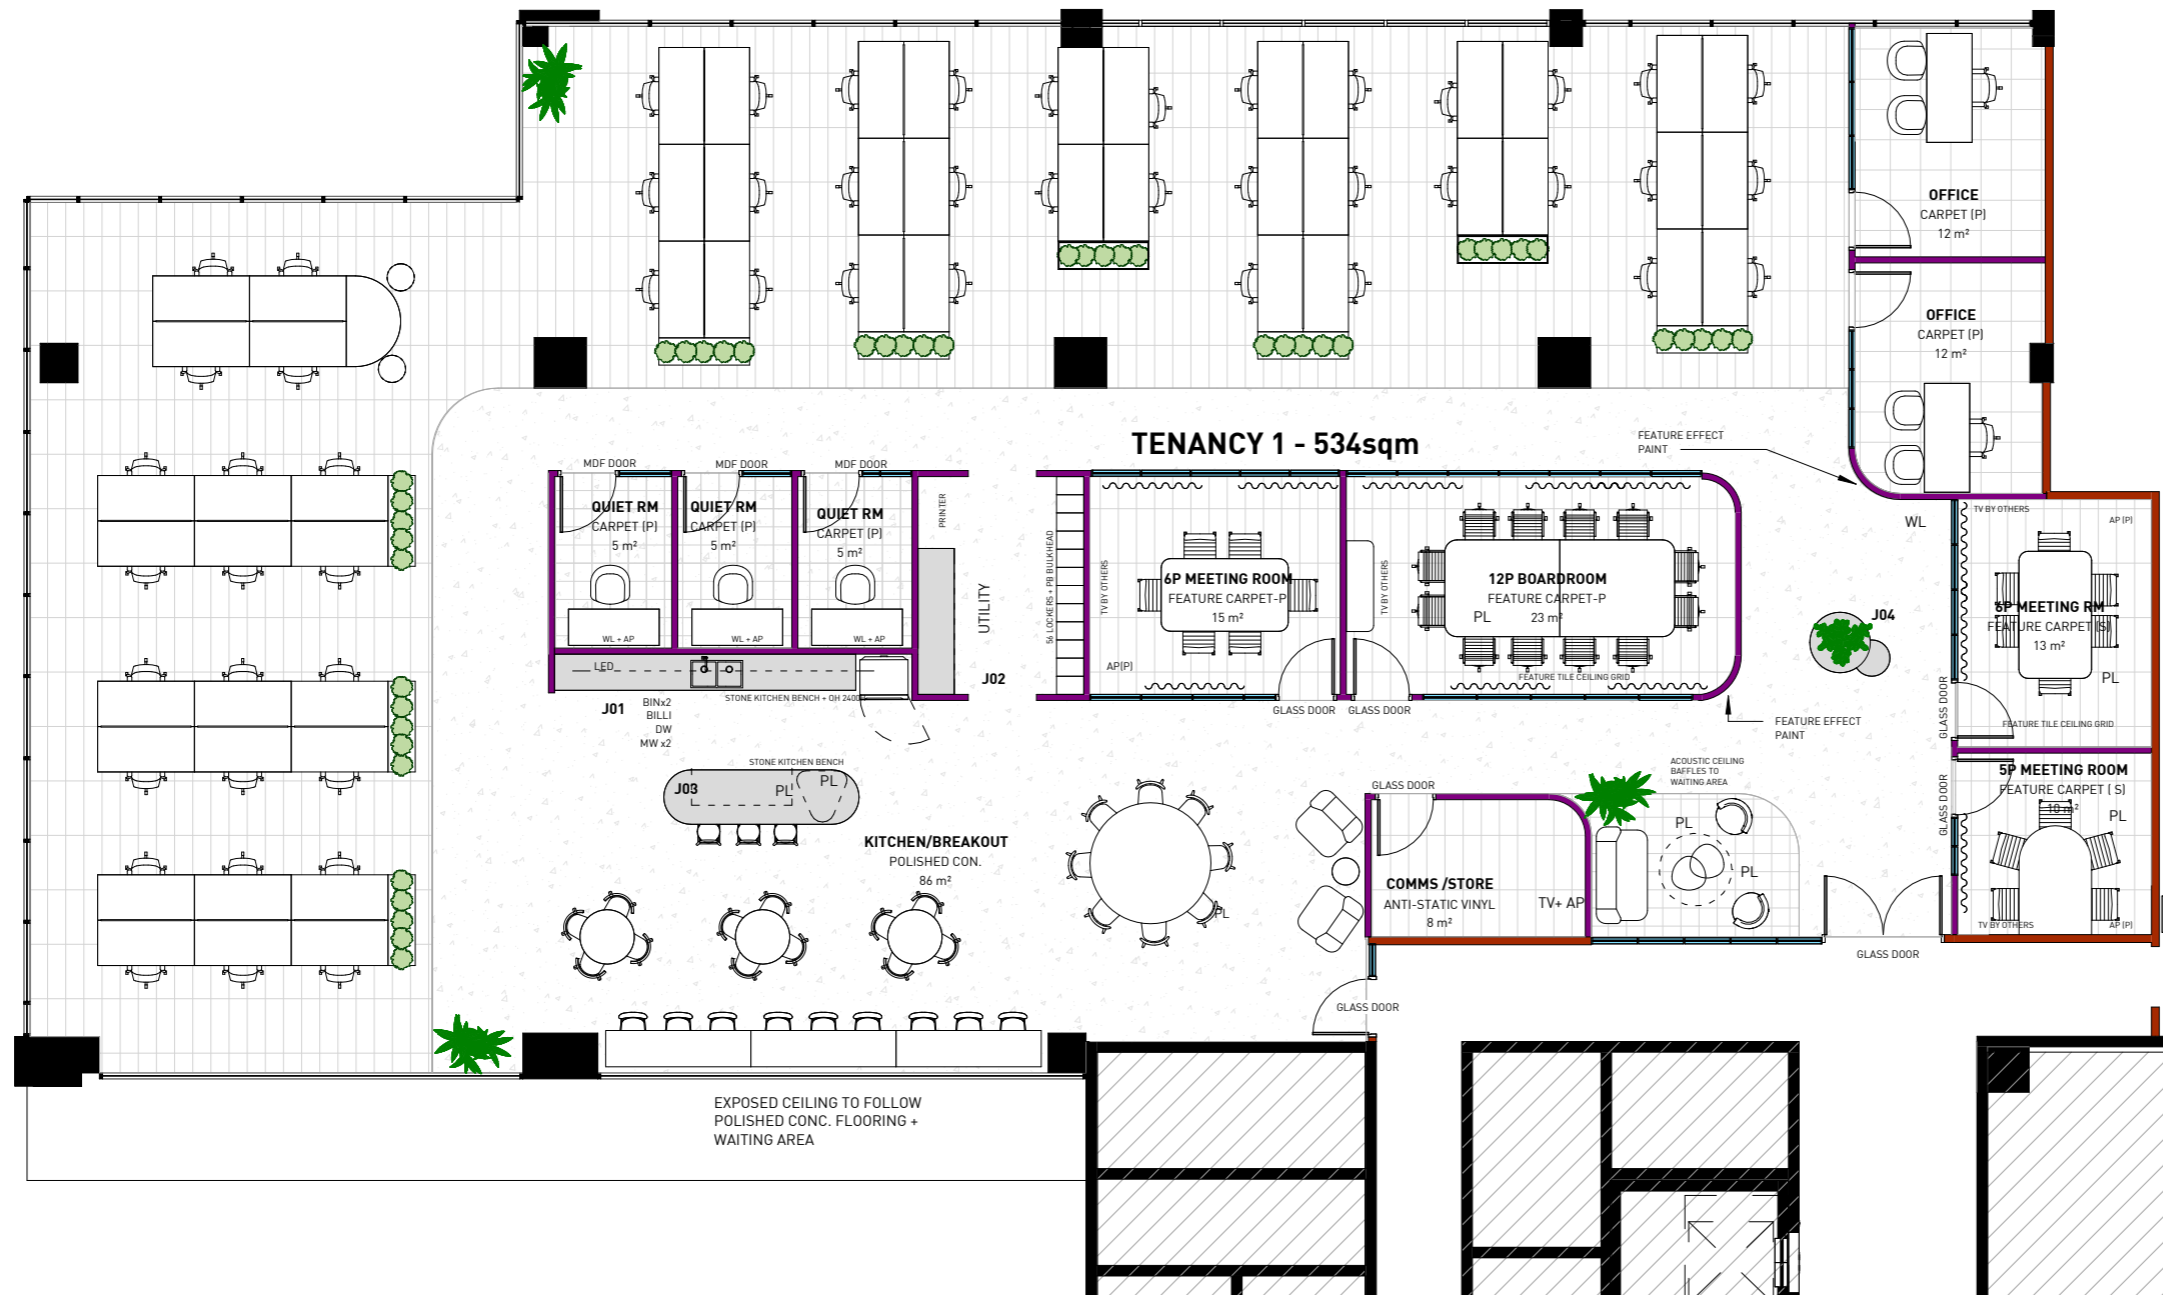 OFFICE
CARPET (P)
12 m²
OFFICE
CARPET (P)
12 m²
TENANCY 1 - 534sqm
FEATURE EFFECT
PAINT
MDF DOOR
MDF DOOR
MDF DOOR
QUIET RM
CARPET (P)
5 m²
WL + AP
QUIET RM
CARPET (P)
5 m²
WL + AP
QUIET RM
CARPET (P)
5 m²
WL + AP
PRINTER
UTILITY
J02
56 LOCKERS + PB BULKHEAD
TV BY OTHERS
6P MEETING ROOM
FEATURE CARPET-P
15 m²
AP(P)
GLASS DOOR
TV BY OTHERS
12P BOARDROOM
FEATURE CARPET-P
PL
23 m²
FEATURE TILE CEILING GRID
GLASS DOOR
FEATURE EFFECT
PAINT
WL
J04
TV BY OTHERS
AP (P)
6P MEETING RM
FEATURE CARPET (S)
13 m²
PL
FEATURE TILE CEILING GRID
GLASS DOOR
GLASS DOOR
5P MEETING ROOM
FEATURE CARPET ( S)
10 m²
PL
TV BY OTHERS
AP (P)
LED
STONE KITCHEN BENCH + OH 2400
J01
BINx2
BILLI
DW
MW x2
STONE KITCHEN BENCH
J03
PL
PL
KITCHEN/BREAKOUT
POLISHED CON.
86 m²
PL
GLASS DOOR
COMMS /STORE
ANTI-STATIC VINYL
8 m²
TV+ AP
ACOUSTIC CEILING
BAFFLES TO
WAITING AREA
PL
PL
GLASS DOOR
GLASS DOOR
EXPOSED CEILING TO FOLLOW
POLISHED CONC. FLOORING +
WAITING AREA